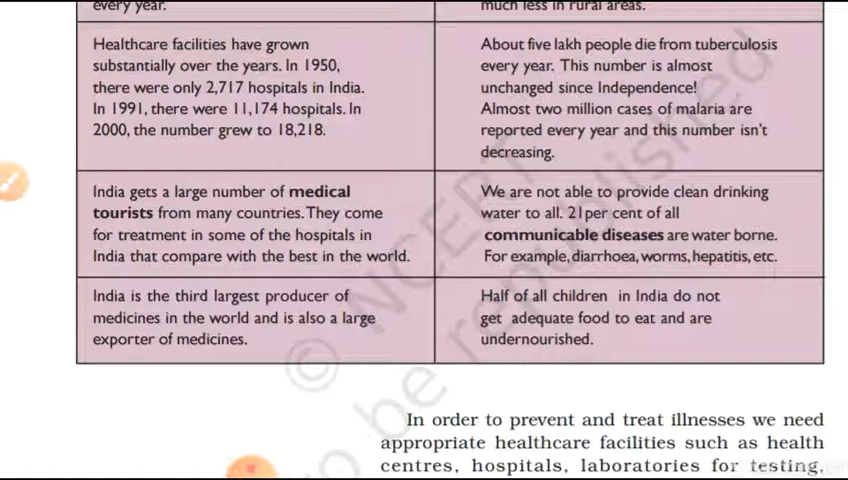 every year.
Healthcare facilities have grown
substantially over the years. In 1950,
there were only 2,717 hospitals in India.
In 1991, there were 11,174 hospitals. In
2000, the number grew to 18,218.
India gets a large number of medical
tourists from many countries. They come
for treatment in some of the hospitals in
India that compare with the best in the world.
India is the third largest producer of
medicines in the world and is also a large
exporter of medicines.
much less in rural areas.
About five lakh people die from tuberculosis
every year. This number is almost
unchanged since Independence!
Almost two million cases of malaria are
reported every year and this number isn't
decreasing.
We are not able to provide clean drinking
water to all. 21per cent of all
communicable diseases are water borne.
For example, diarrhoea, worms, hepatitis, etc.
Half of all children in India do not
get adequate food to eat and are
undernourished.
© NCERT
to be republished
In order to prevent and treat illnesses we need
appropriate healthcare facilities such as health
centres, hospitals, laboratories for testing,